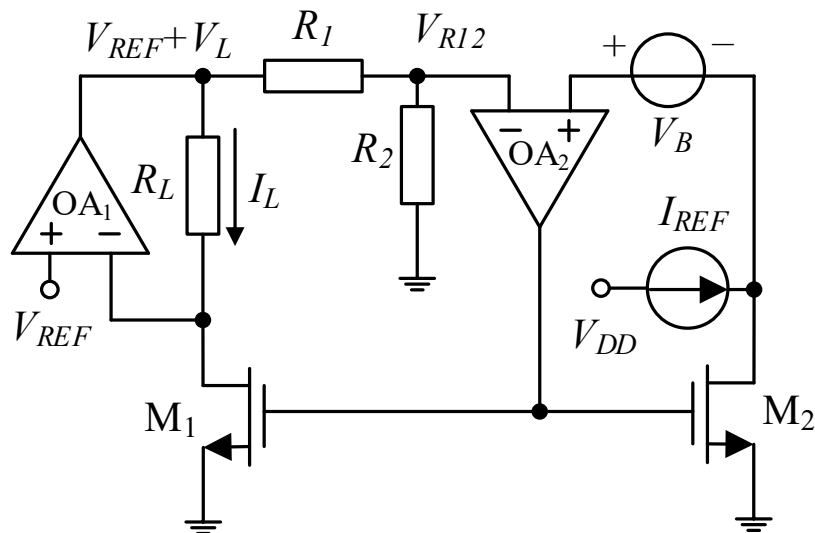 V_REF+V_L
R_1
V_R12
+
−
V_B
R_2
−
+
OA_2
R_L
I_L
OA_1
+
−
I_REF
V_REF
V_DD
M_1
M_2